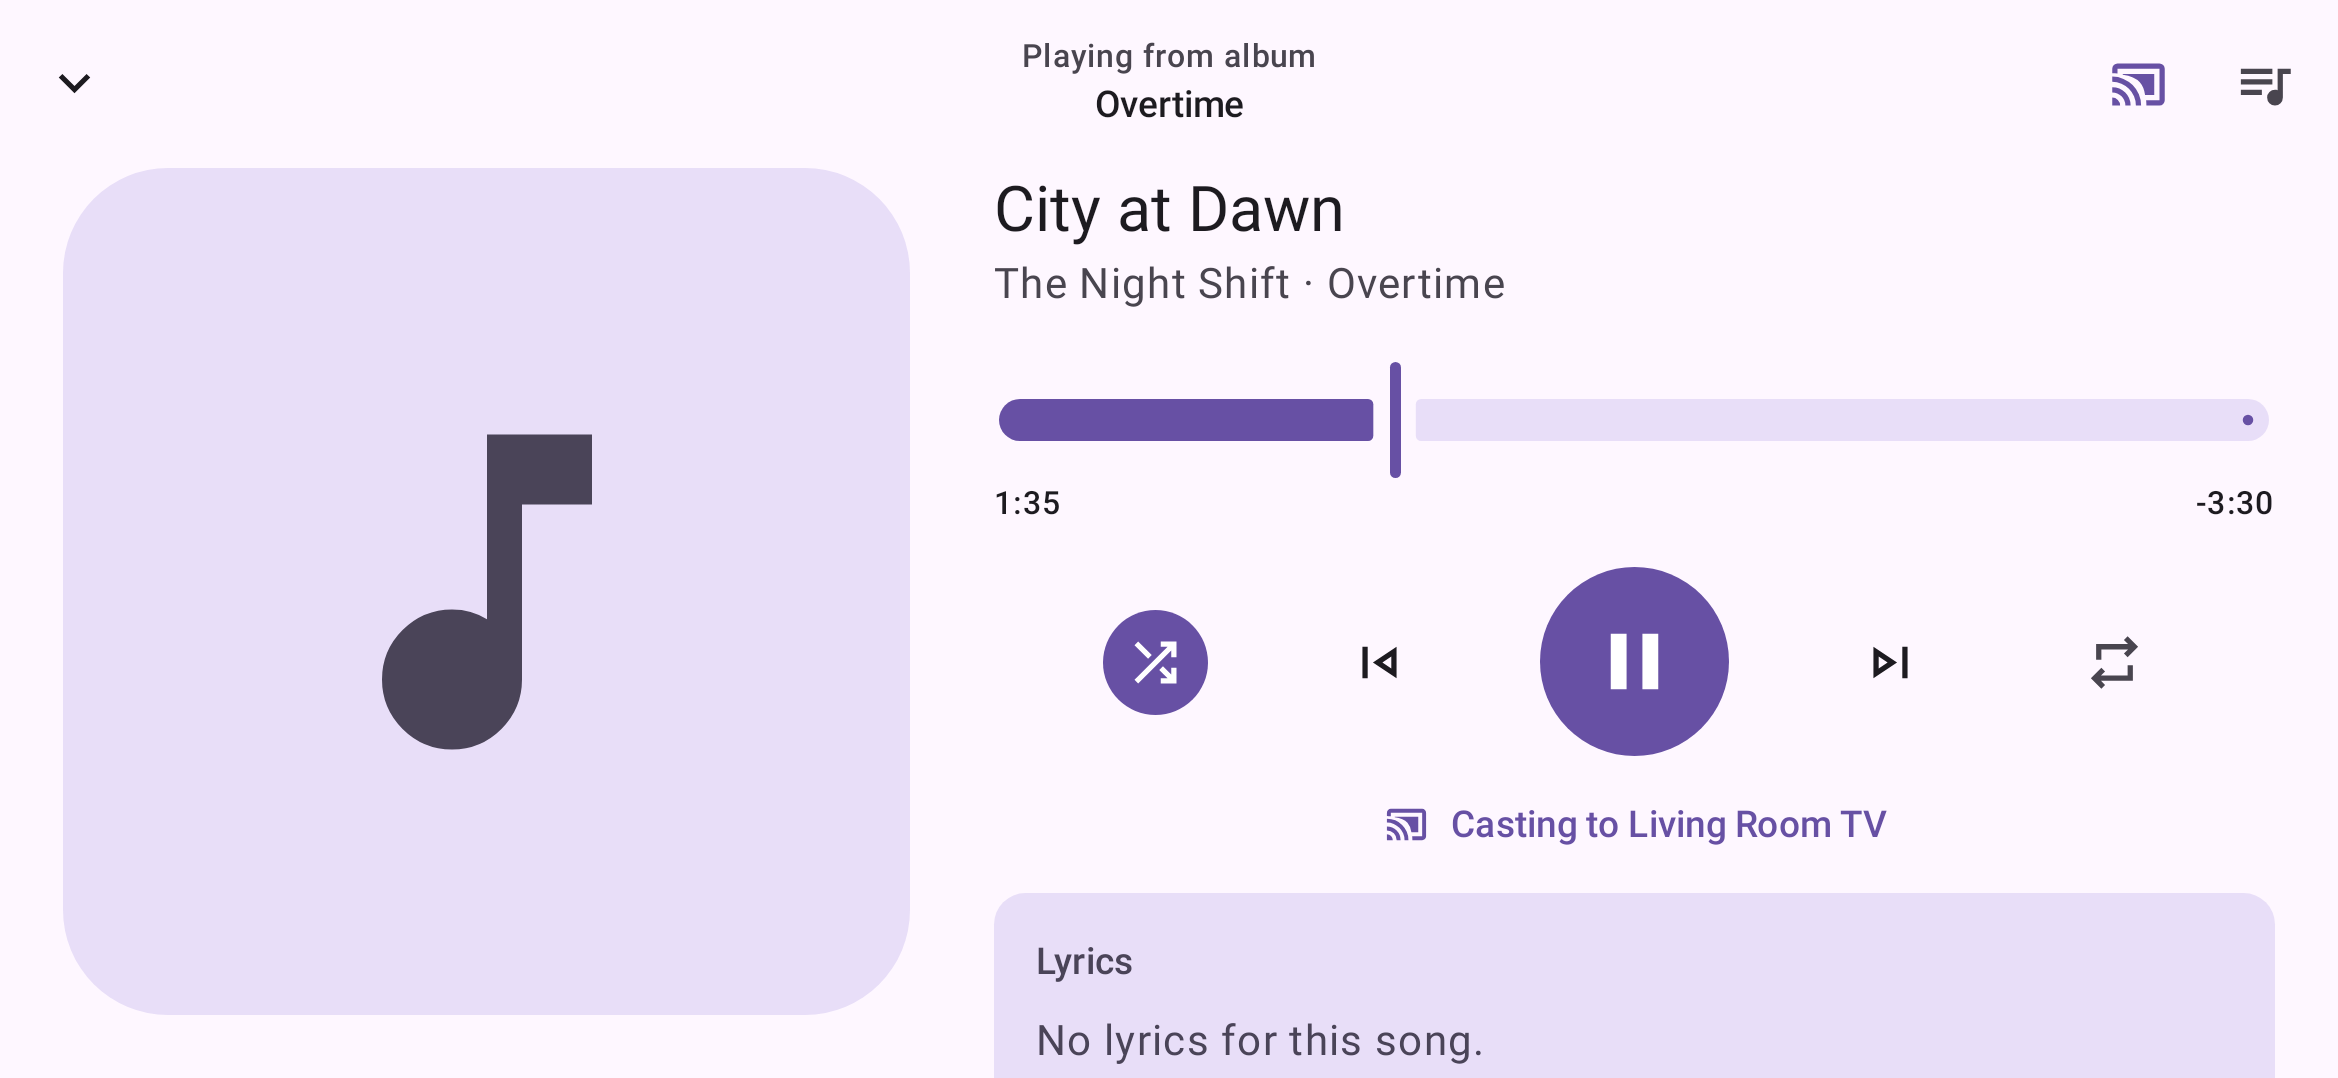 Playing from album
Overtime
City at Dawn
The Night Shift · Overtime
1:35
-3:30
Casting to Living Room TV
Lyrics
No lyrics for this song.